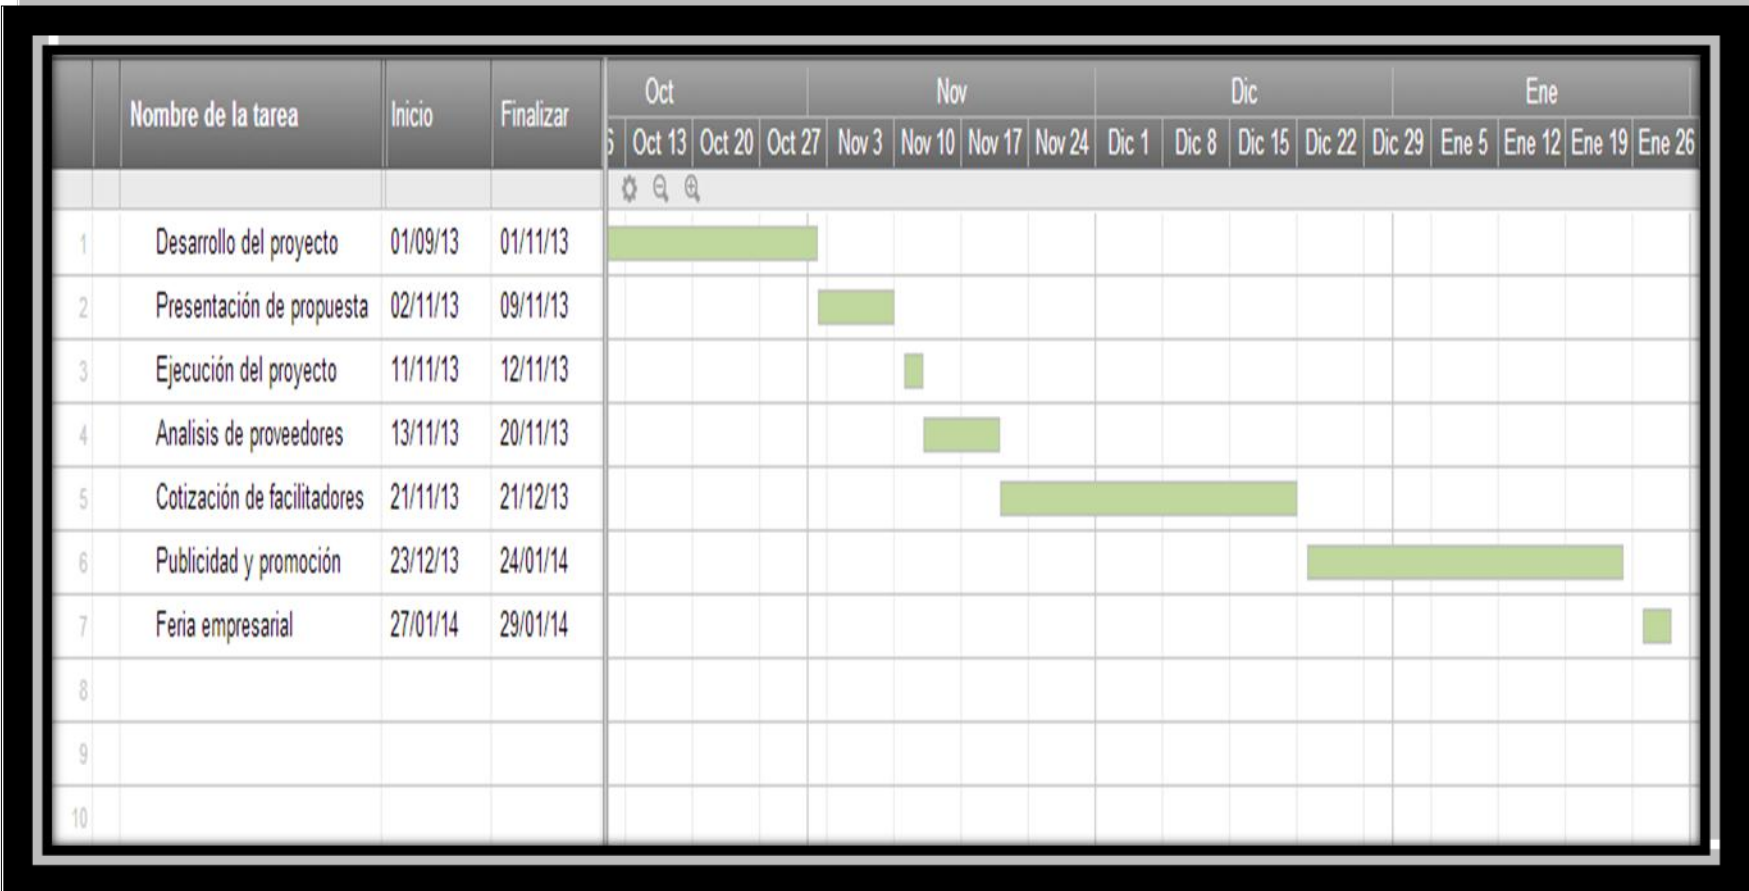 Nombre de la tarea Inicio Finalizar Oct Nov Dic Ene
6 Oct 13 Oct 20 Oct 27 Nov 3 Nov 10 Nov 17 Nov 24 Dic 1 Dic 8 Dic 15 Dic 22 Dic 29 Ene 5 Ene 12 Ene 19 Ene 26
1 Desarrollo del proyecto 01/09/13 01/11/13
2 Presentación de propuesta 02/11/13 09/11/13
3 Ejecución del proyecto 11/11/13 12/11/13
4 Analisis de proveedores 13/11/13 20/11/13
5 Cotización de facilitadores 21/11/13 21/12/13
6 Publicidad y promoción 23/12/13 24/01/14
7 Feria empresarial 27/01/14 29/01/14
8
9
10